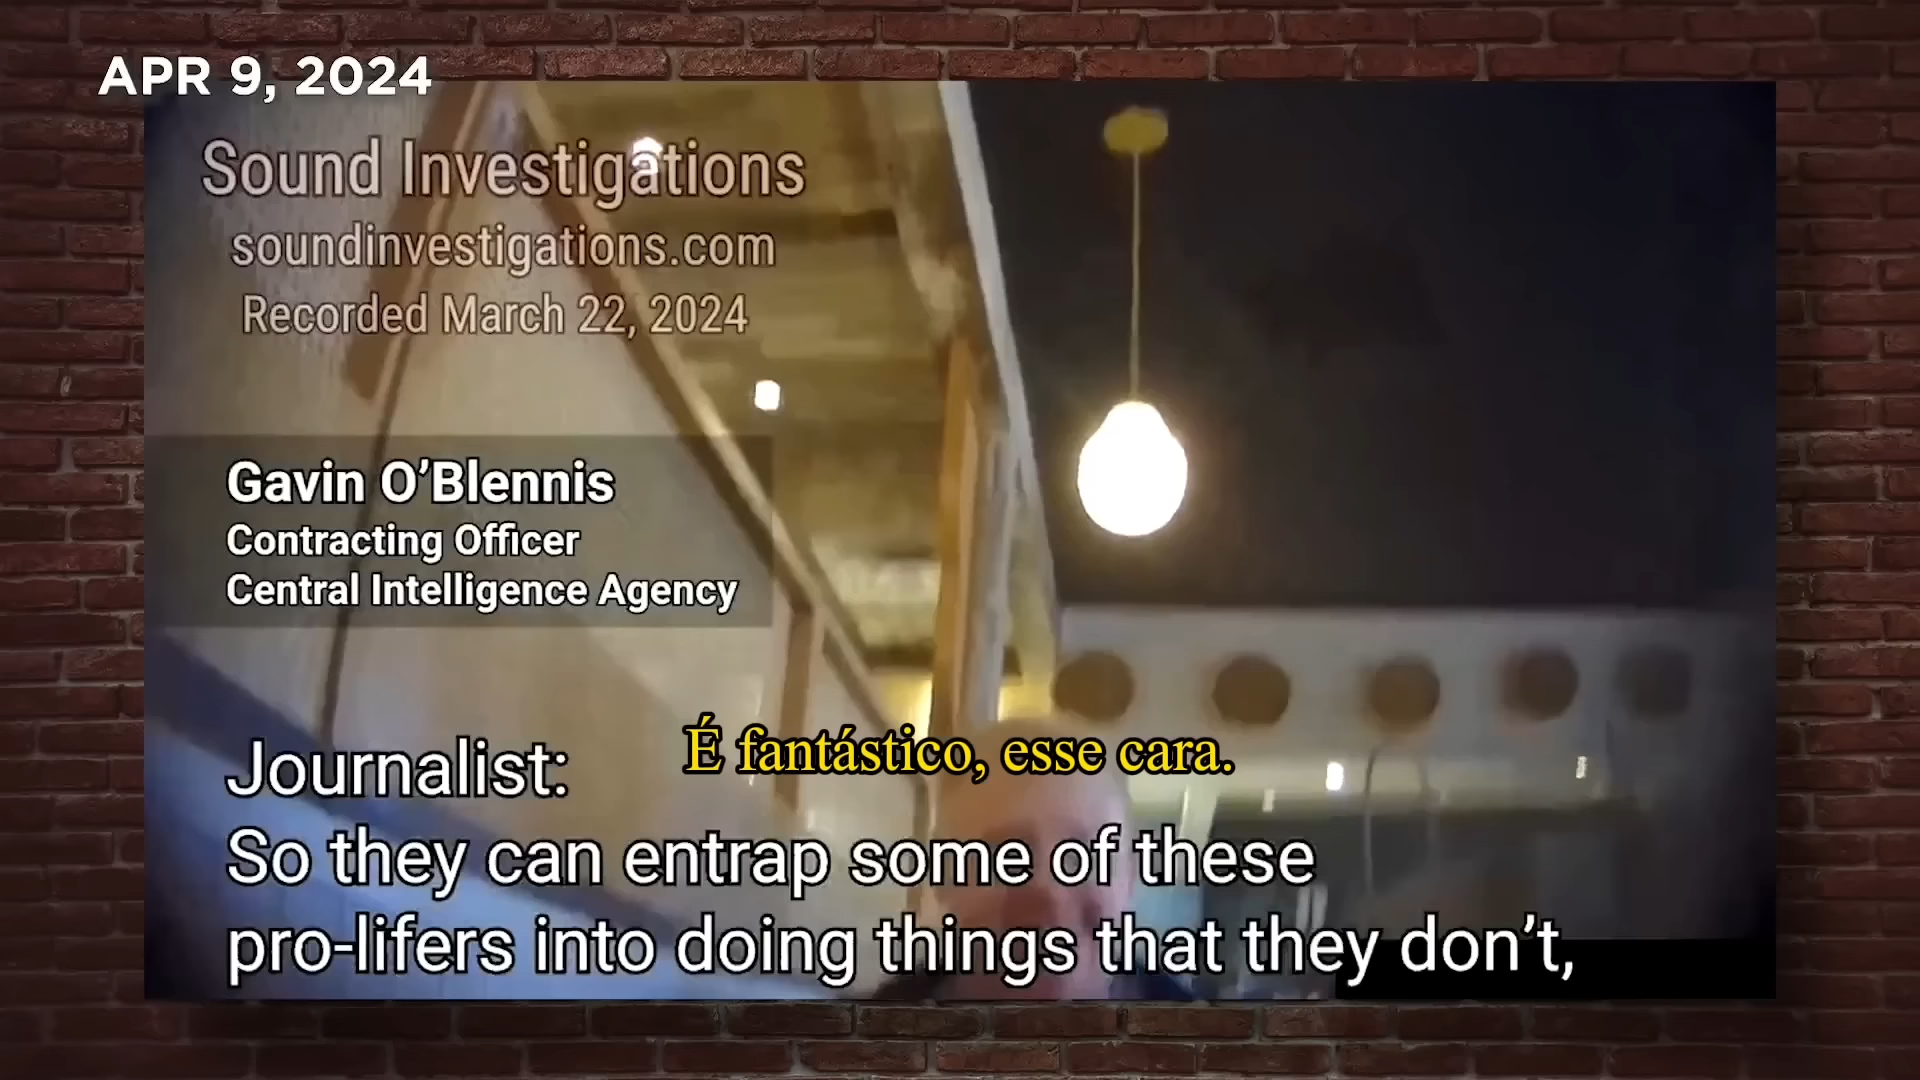 APR 9, 2024
Sound Investigations
soundinvestigations.com
Recorded March 22, 2024
Gavin O’Blennis
Contracting Officer
Central Intelligence Agency
É fantástico, esse cara.
Journalist:
So they can entrap some of these
pro-lifers into doing things that they don’t,